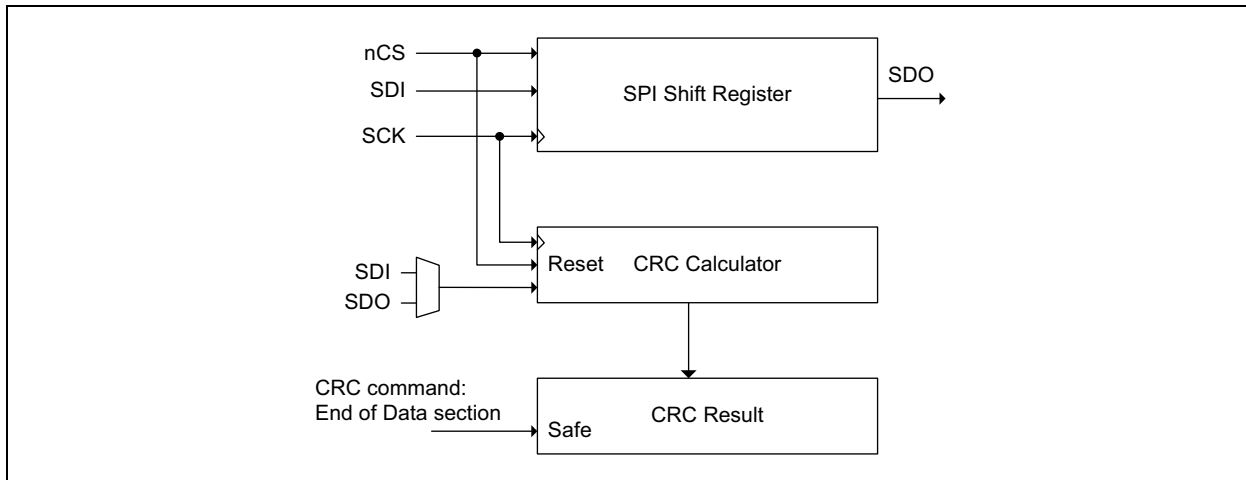 nCS
SDI
SCK
SPI Shift Register
SDO
SDI
SDO
Reset
CRC Calculator
CRC command:
End of Data section
Safe
CRC Result